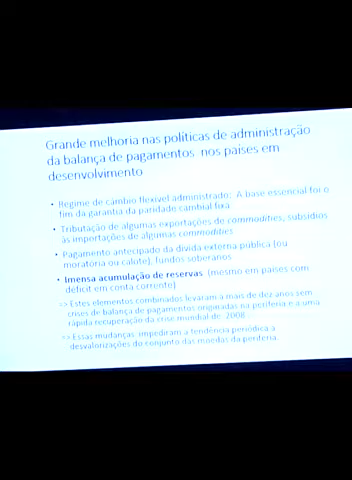 Grande melhoria nas políticas de administração
da balança de pagamentos nos países em
desenvolvimento
• Regime de câmbio flexível administrado: A base essencial foi o
fim da garantia da paridade cambial fixa
• Tributação de algumas exportações de commodities, subsídios
às importações de algumas commodities
• Pagamento antecipado da dívida externa pública (ou
moratória ou calote), fundos soberanos
• Imensa acumulação de reservas (mesmo em países com
déficit em conta corrente)
=> Estes elementos combinados levaram a mais de dez anos sem
crises de balança de pagamentos originadas na periferia e a uma
rápida recuperação da crise mundial de 2008
=> Essas mudanças impediram a tendência periódica a
desvalorizações do conjunto das moedas da periferia.